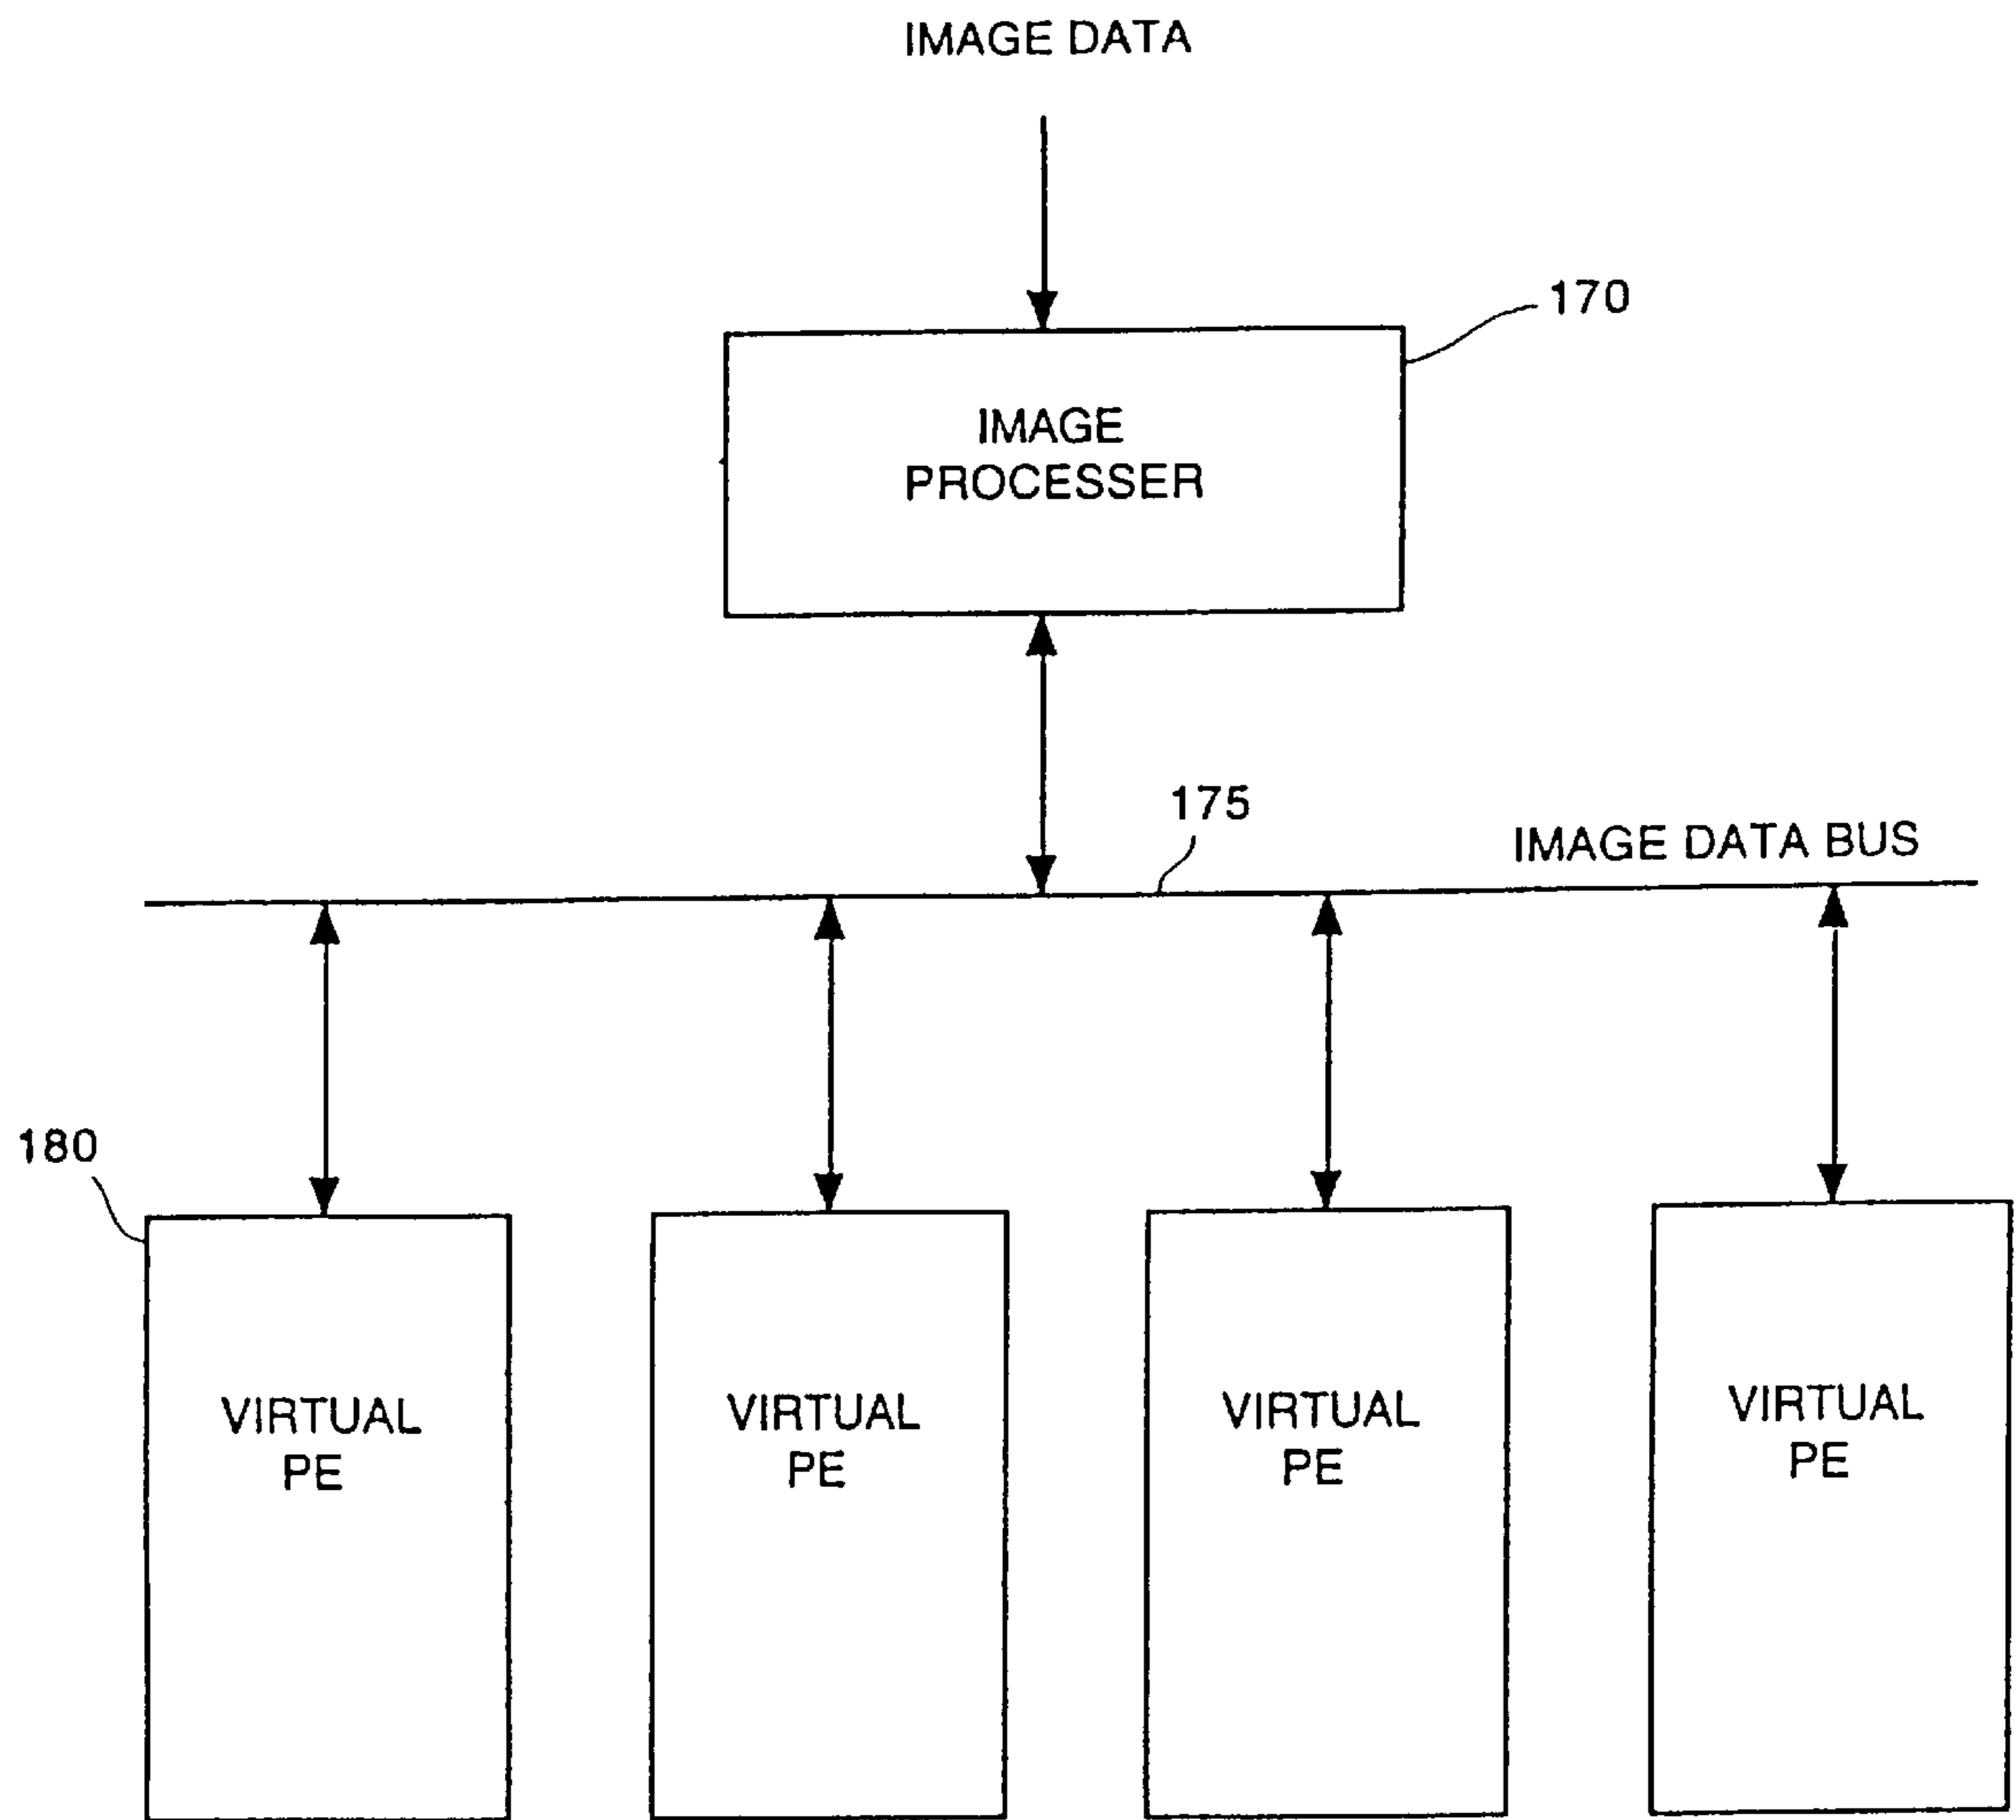 IMAGE DATA
170
IMAGE
PROCESSER
175
IMAGE DATA BUS
180
VIRTUAL
PE
VIRTUAL
PE
VIRTUAL
PE
VIRTUAL
PE